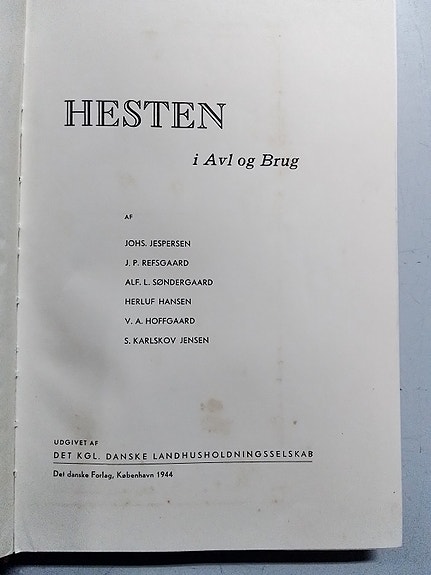 HESTEN
i Avl og Brug
AF
JOHS. JESPERSEN
J. P. REFSGAARD
ALF. L. SØNDERGAARD
HERLUF HANSEN
V. A. HOFFGAARD
S. KARLSKOV JENSEN
UDGIVET AF
DET KGL. DANSKE LANDHUSHOLDNINGSSELSKAB
Det danske Forlag, København 1944